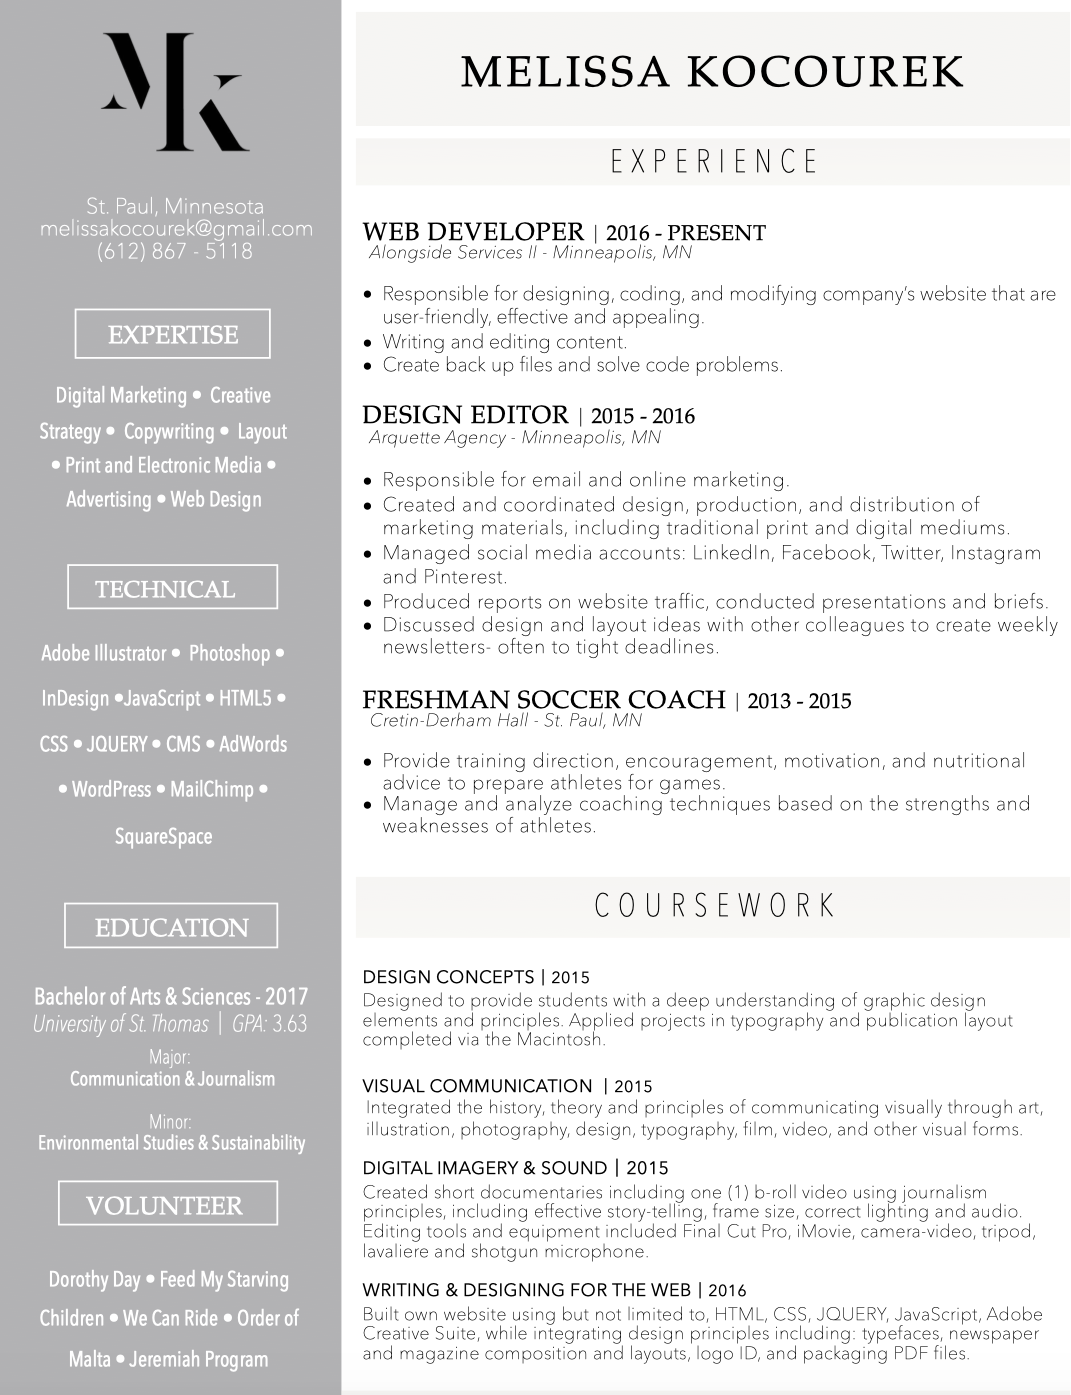 MK
St. Paul, Minnesota
melissakocourek@gmail.com
(612) 867 - 5118
EXPERTISE
Digital Marketing • Creative
Strategy • Copywriting • Layout
• Print and Electronic Media •
Advertising • Web Design
TECHNICAL
Adobe Illustrator • Photoshop •
InDesign •JavaScript • HTML5 •
CSS • JQUERY • CMS • AdWords
• WordPress • MailChimp •
SquareSpace
EDUCATION
Bachelor of Arts & Sciences - 2017
University of St. Thomas | GPA: 3.63
Major:
Communication & Journalism
Minor:
Environmental Studies & Sustainability
VOLUNTEER
Dorothy Day • Feed My Starving
Children • We Can Ride • Order of
Malta • Jeremiah Program
MELISSA KOCOUREK
EXPERIENCE
WEB DEVELOPER | 2016 - PRESENT
Alongside Services II - Minneapolis, MN
• Responsible for designing, coding, and modifying company's website that are
user-friendly, effective and appealing.
• Writing and editing content.
• Create back up files and solve code problems.
DESIGN EDITOR | 2015 - 2016
Arquette Agency - Minneapolis, MN
• Responsible for email and online marketing.
• Created and coordinated design, production, and distribution of
marketing materials, including traditional print and digital mediums.
• Managed social media accounts: LinkedIn, Facebook, Twitter, Instagram
and Pinterest.
• Produced reports on website traffic, conducted presentations and briefs.
• Discussed design and layout ideas with other colleagues to create weekly
newsletters- often to tight deadlines.
FRESHMAN SOCCER COACH | 2013 - 2015
Cretin-Derham Hall - St. Paul, MN
• Provide training direction, encouragement, motivation, and nutritional
advice to prepare athletes for games.
• Manage and analyze coaching techniques based on the strengths and
weaknesses of athletes.
COURSEWORK
DESIGN CONCEPTS | 2015
Designed to provide students with a deep understanding of graphic design
elements and principles. Applied projects in typography and publication layout
completed via the Macintosh.
VISUAL COMMUNICATION | 2015
Integrated the history, theory and principles of communicating visually through art,
illustration, photography, design, typography, film, video, and other visual forms.
DIGITAL IMAGERY & SOUND | 2015
Created short documentaries including one (1) b-roll video using journalism
principles, including effective story-telling, frame size, correct lighting and audio.
Editing tools and equipment included Final Cut Pro, iMovie, camera-video, tripod,
lavaliere and shotgun microphone.
WRITING & DESIGNING FOR THE WEB | 2016
Built own website using but not limited to, HTML, CSS, JQUERY, JavaScript, Adobe
Creative Suite, while integrating design principles including: typefaces, newspaper
and magazine composition and layouts, logo ID, and packaging PDF files.